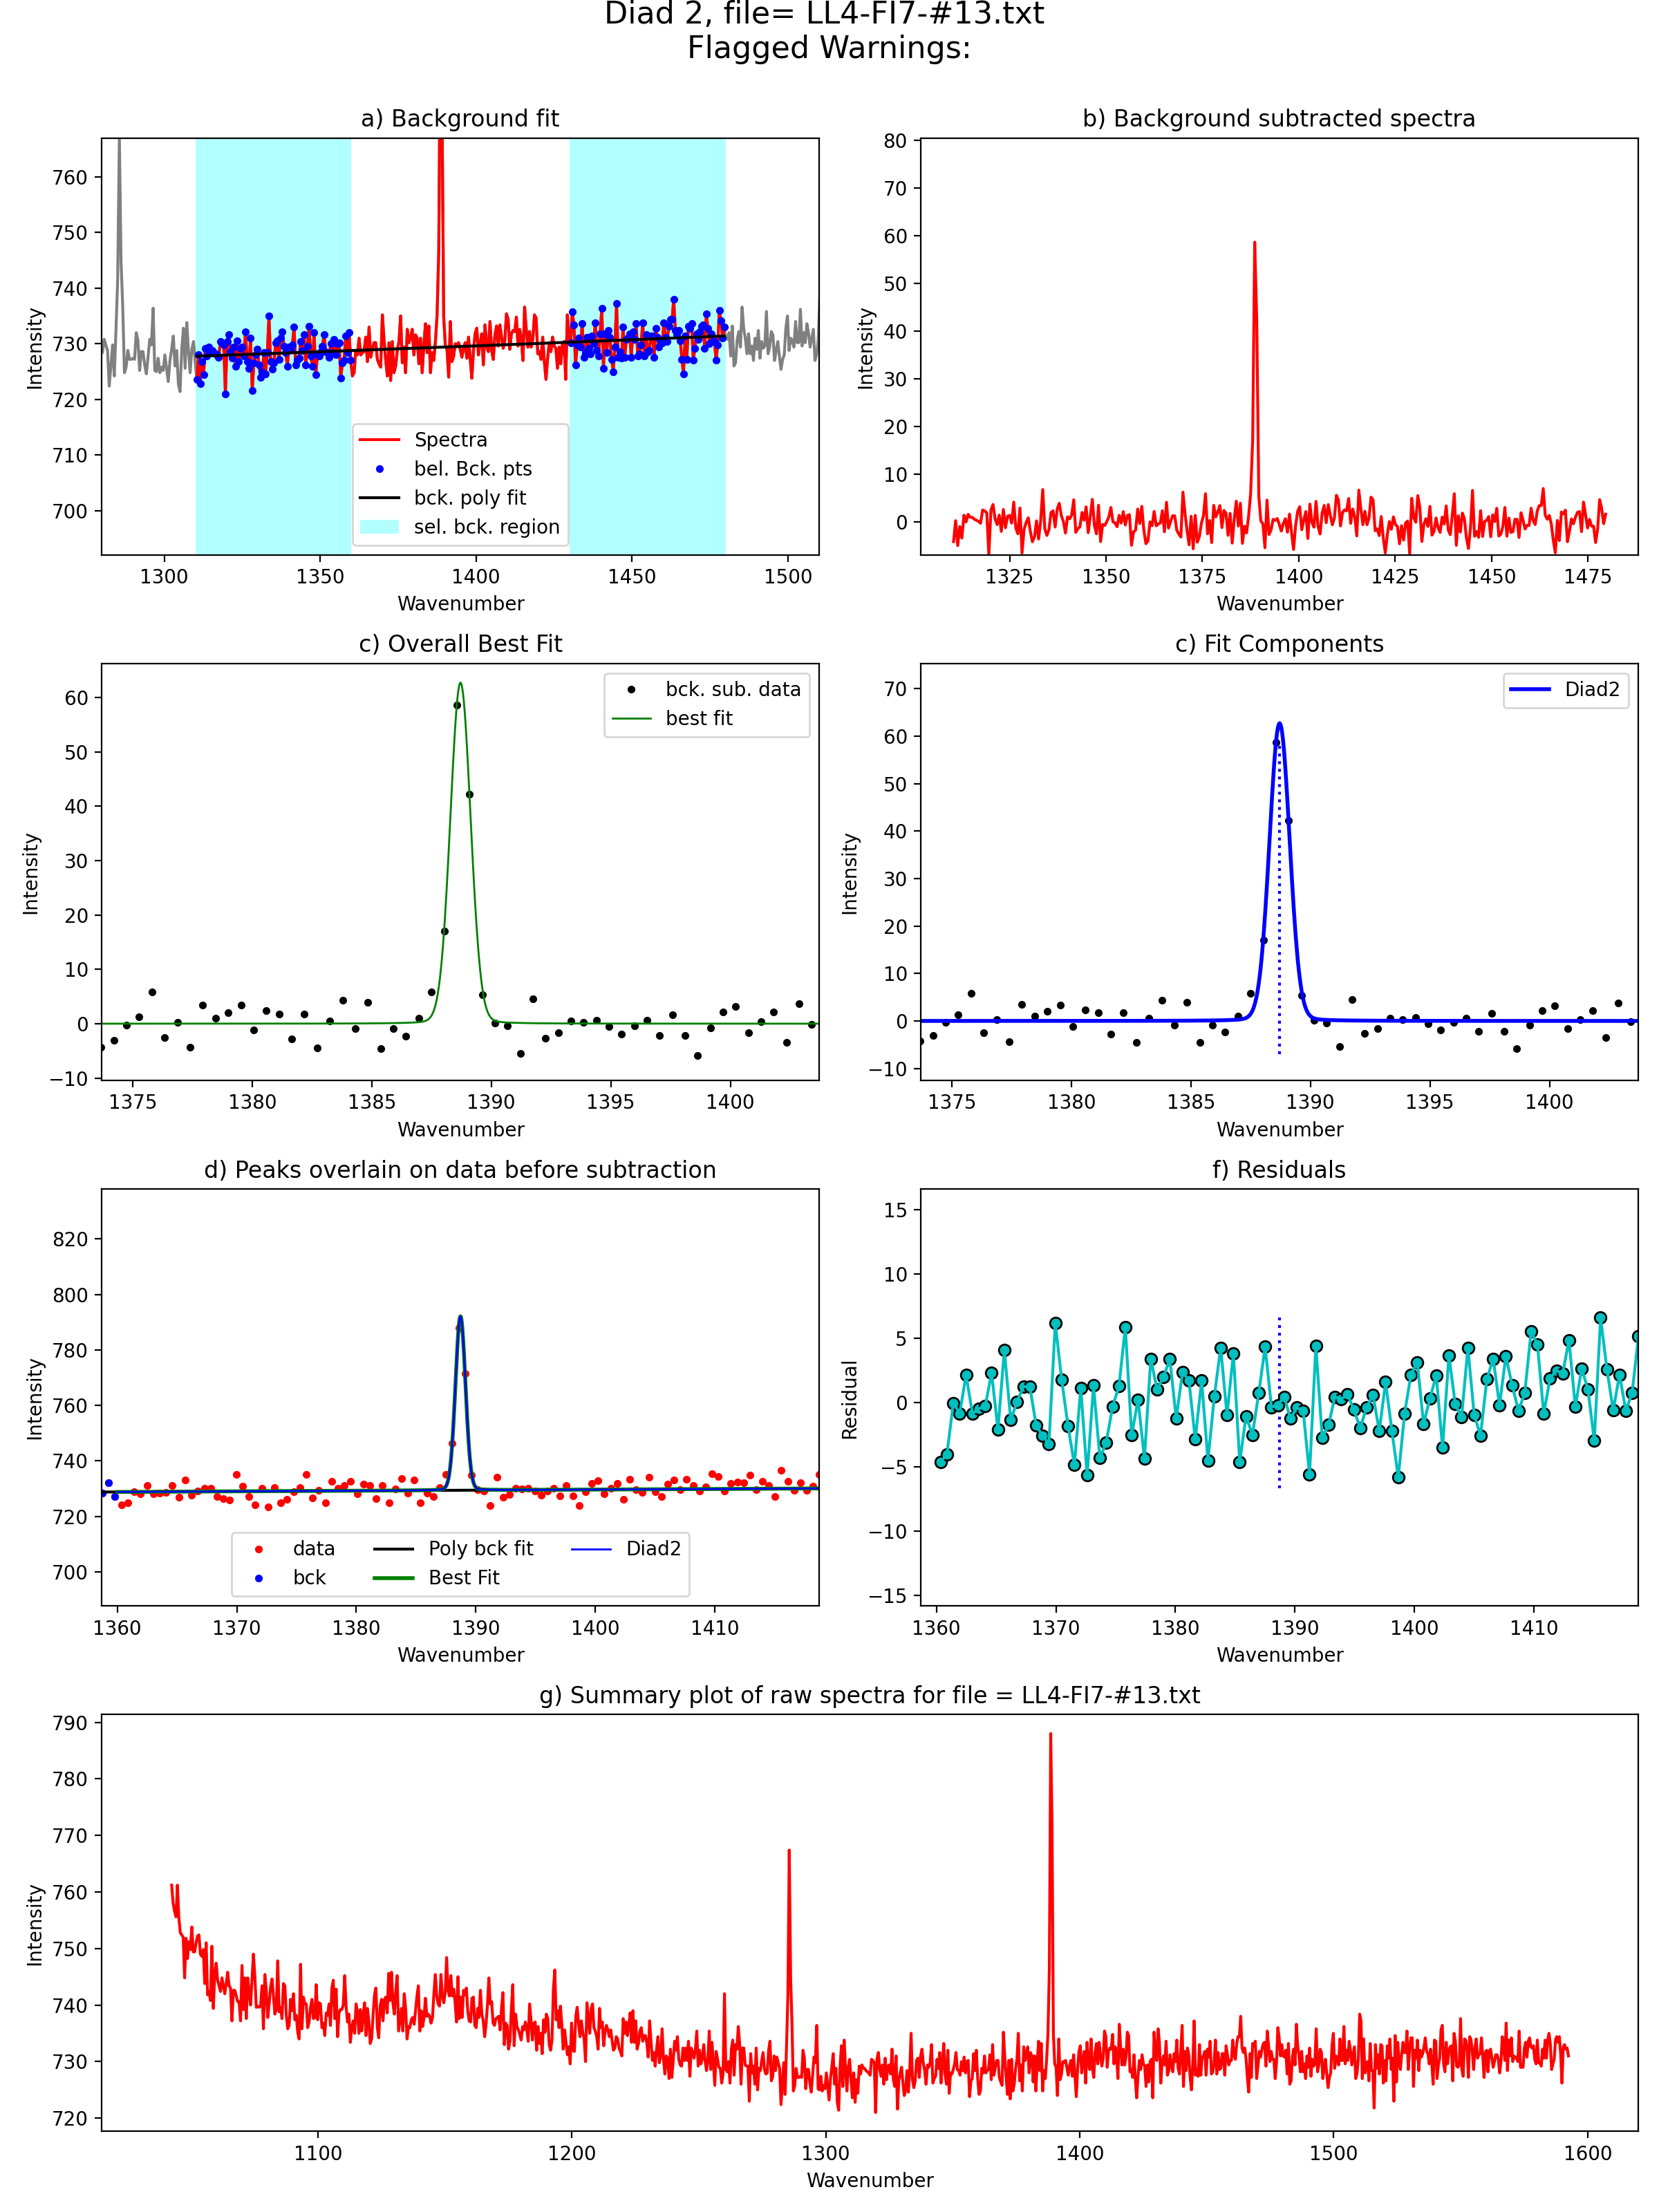 Diad 2, file= LL4-FI7-#13.txt
Flagged Warnings:
a) Background fit
760
750
740
730
720
710
700
Intensity
Spectra
bel. Bck. pts
bck. poly fit
sel. bck. region
1300 1350 1400 1450 1500
Wavenumber
b) Background subtracted spectra
80
70
60
50
40
30
20
10
0
Intensity
1325 1350 1375 1400 1425 1450 1475
Wavenumber
c) Overall Best Fit
60
50
40
30
20
10
0
−10
Intensity
bck. sub. data
best fit
1375 1380 1385 1390 1395 1400
Wavenumber
c) Fit Components
70
60
50
40
30
20
10
0
−10
Intensity
Diad2
1375 1380 1385 1390 1395 1400
Wavenumber
d) Peaks overlain on data before subtraction
820
800
780
760
740
720
700
Intensity
data Poly bck fit Diad2
bck Best Fit
1360 1370 1380 1390 1400 1410
Wavenumber
f) Residuals
15
10
5
0
−5
−10
−15
Residual
1360 1370 1380 1390 1400 1410
Wavenumber
g) Summary plot of raw spectra for file = LL4-FI7-#13.txt
790
780
770
760
750
740
730
720
Intensity
1100 1200 1300 1400 1500 1600
Wavenumber